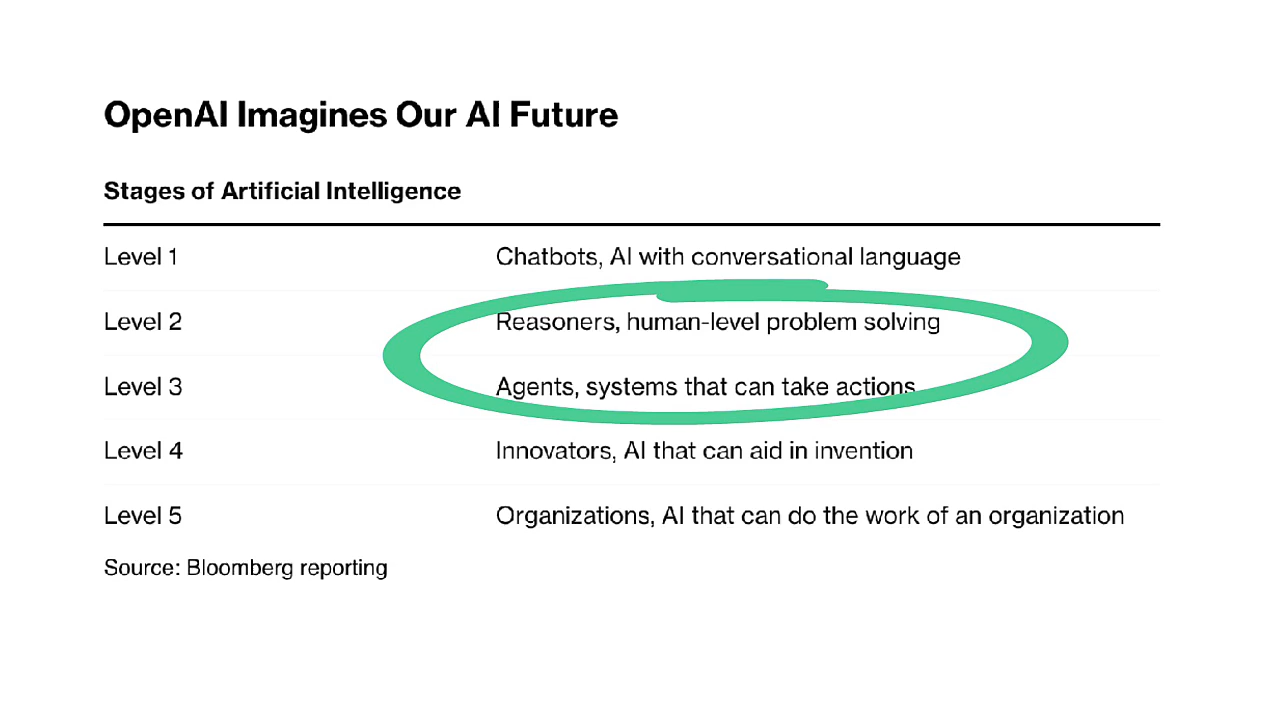 OpenAI Imagines Our AI Future
Stages of Artificial Intelligence
Level 1 Chatbots, AI with conversational language
Level 2 Reasoners, human-level problem solving
Level 3 Agents, systems that can take actions
Level 4 Innovators, AI that can aid in invention
Level 5 Organizations, AI that can do the work of an organization
Source: Bloomberg reporting